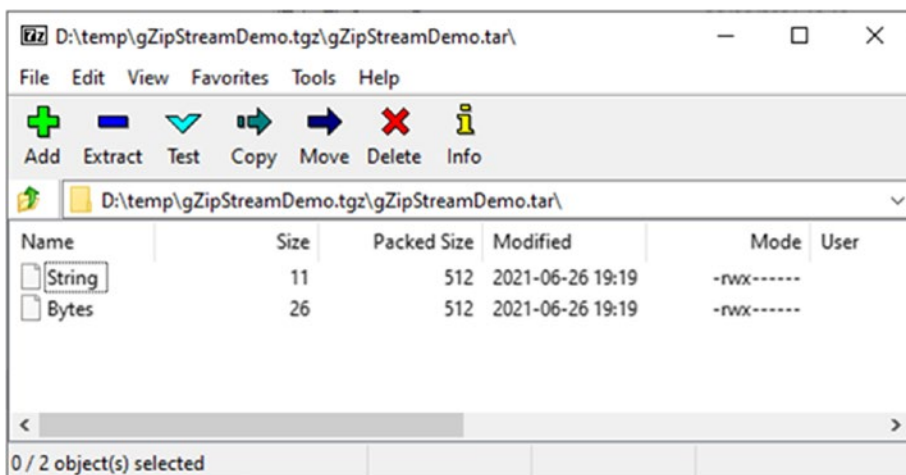 7z D:\temp\gZipStreamDemo.tgz\gZipStreamDemo.tar\
File Edit View Favorites Tools Help
Add Extract Test Copy Move Delete Info
D:\temp\gZipStreamDemo.tgz\gZipStreamDemo.tar\
Name Size Packed Size Modified Mode User
String 11 512 2021-06-26 19:19 -rwx------
Bytes 26 512 2021-06-26 19:19 -rwx------
0 / 2 object(s) selected